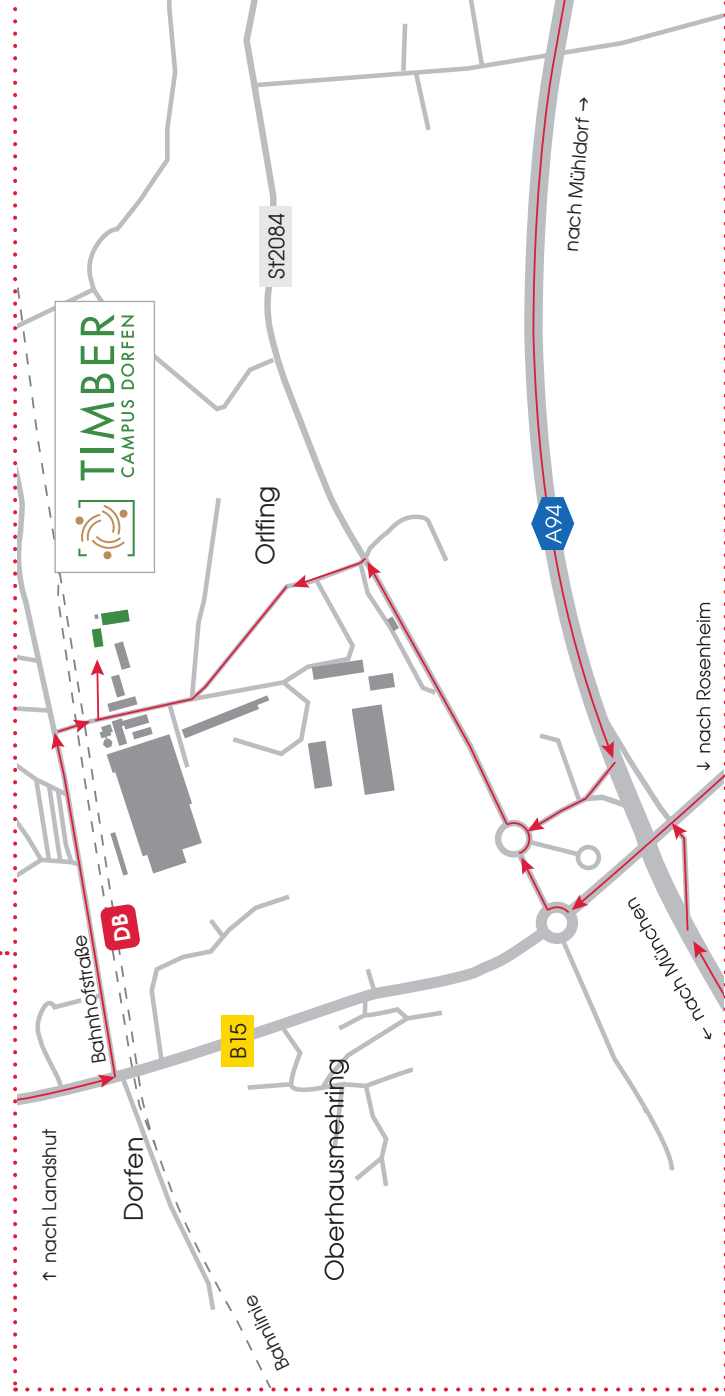 ↑ nach Landshut
Bahnhofstraße
DB
TIMBER
CAMPUS DORFEN
Dorfen
Bahnlinie
B15
Oberhausmehring
Orlfing
St2084
nach Mühldorf →
A94
← nach München
↓ nach Rosenheim